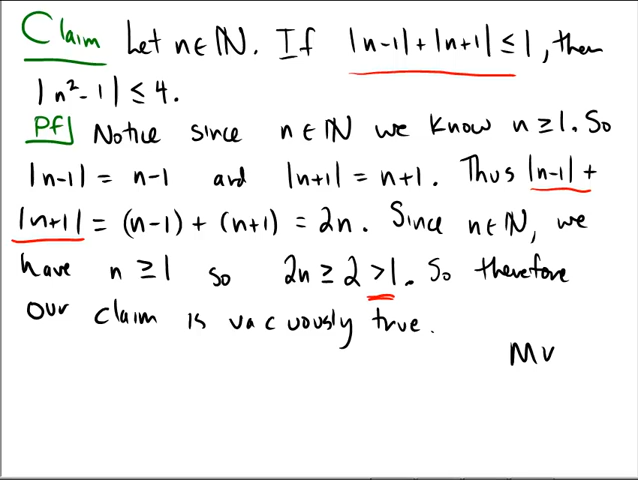 Claim Let n∈ℕ. If |n-1|+|n+1| ≤ 1, then
|n²-1| ≤ 4.
Pf] Notice since n∈ℕ we know n≥1. So
|n-1| = n-1 and |n+1| = n+1. Thus |n-1| +
|n+1| = (n-1) + (n+1) = 2n. Since n∈ℕ, we
have n≥1 so 2n ≥ 2 >1. So therefore
our claim is vacuously true.
Mv